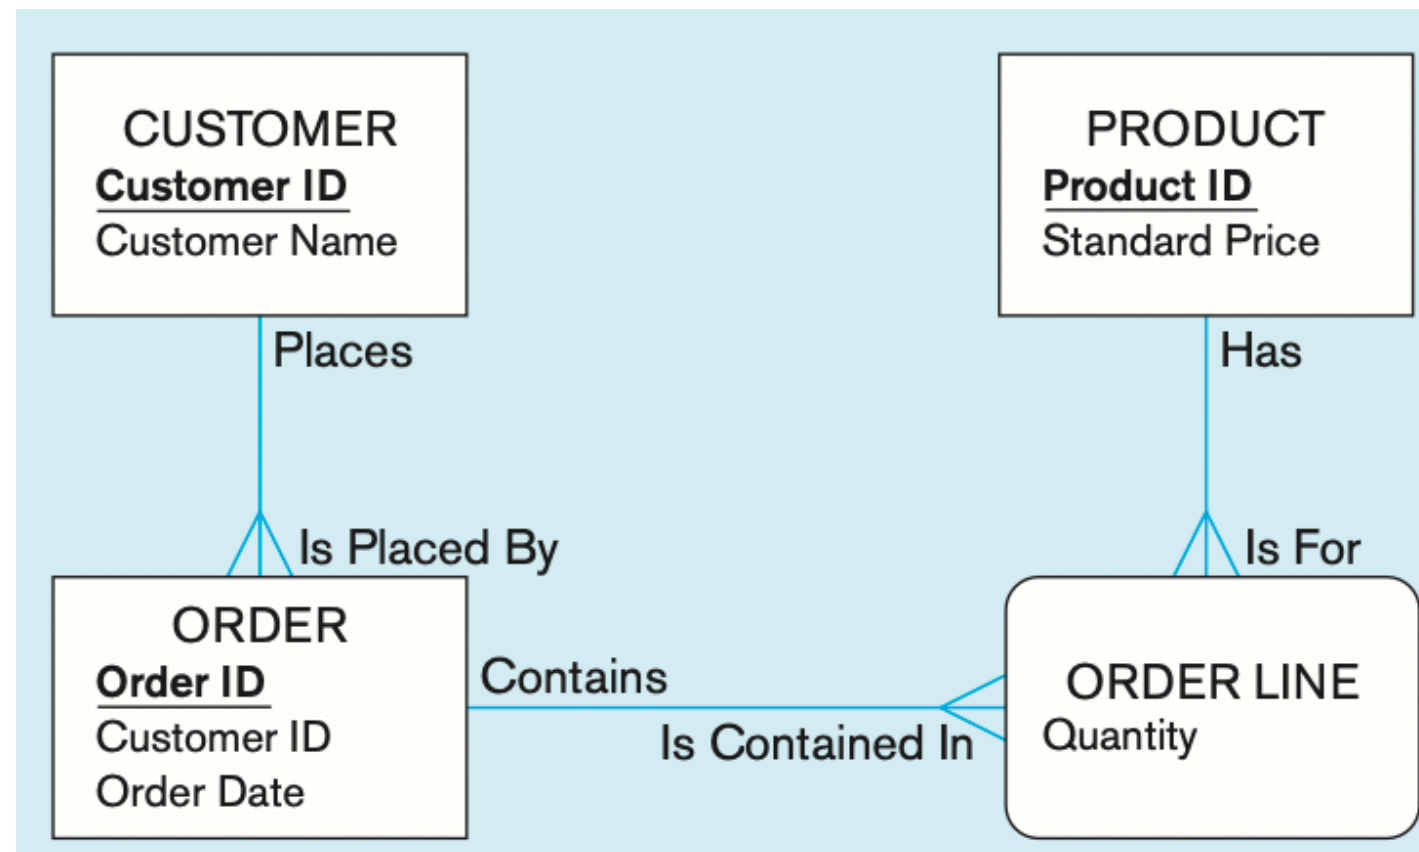 CUSTOMER
Customer ID
Customer Name
PRODUCT
Product ID
Standard Price
Places
Has
Is Placed By
Is For
ORDER
Order ID
Customer ID
Order Date
Contains
Is Contained In
ORDER LINE
Quantity